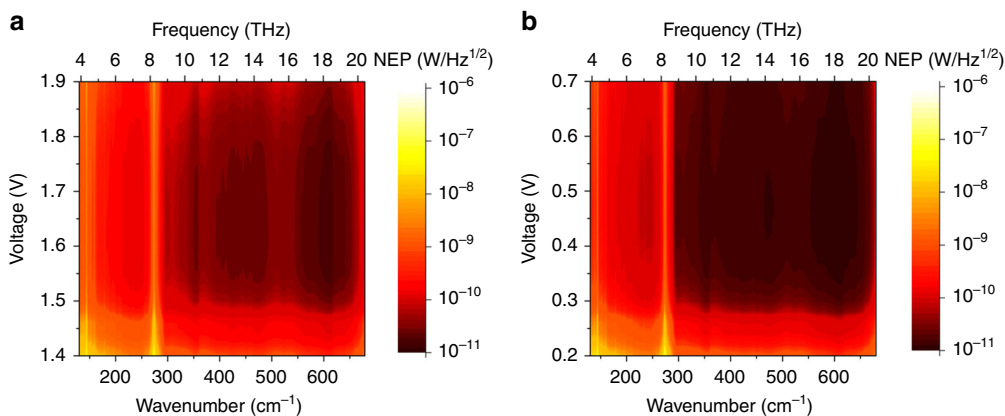 a
Frequency (THz)
4 6 8 10 12 14 16 18 20 NEP (W/Hz1/2)
1.9
1.8
1.7
1.6
1.5
1.4
Voltage (V)
200 300 400 500 600
Wavenumber (cm−1)
10−6
10−7
10−8
10−9
10−10
10−11
b
Frequency (THz)
4 6 8 10 12 14 16 18 20 NEP (W/Hz1/2)
0.7
0.6
0.5
0.4
0.3
0.2
Voltage (V)
200 300 400 500 600
Wavenumber (cm−1)
10−6
10−7
10−8
10−9
10−10
10−11